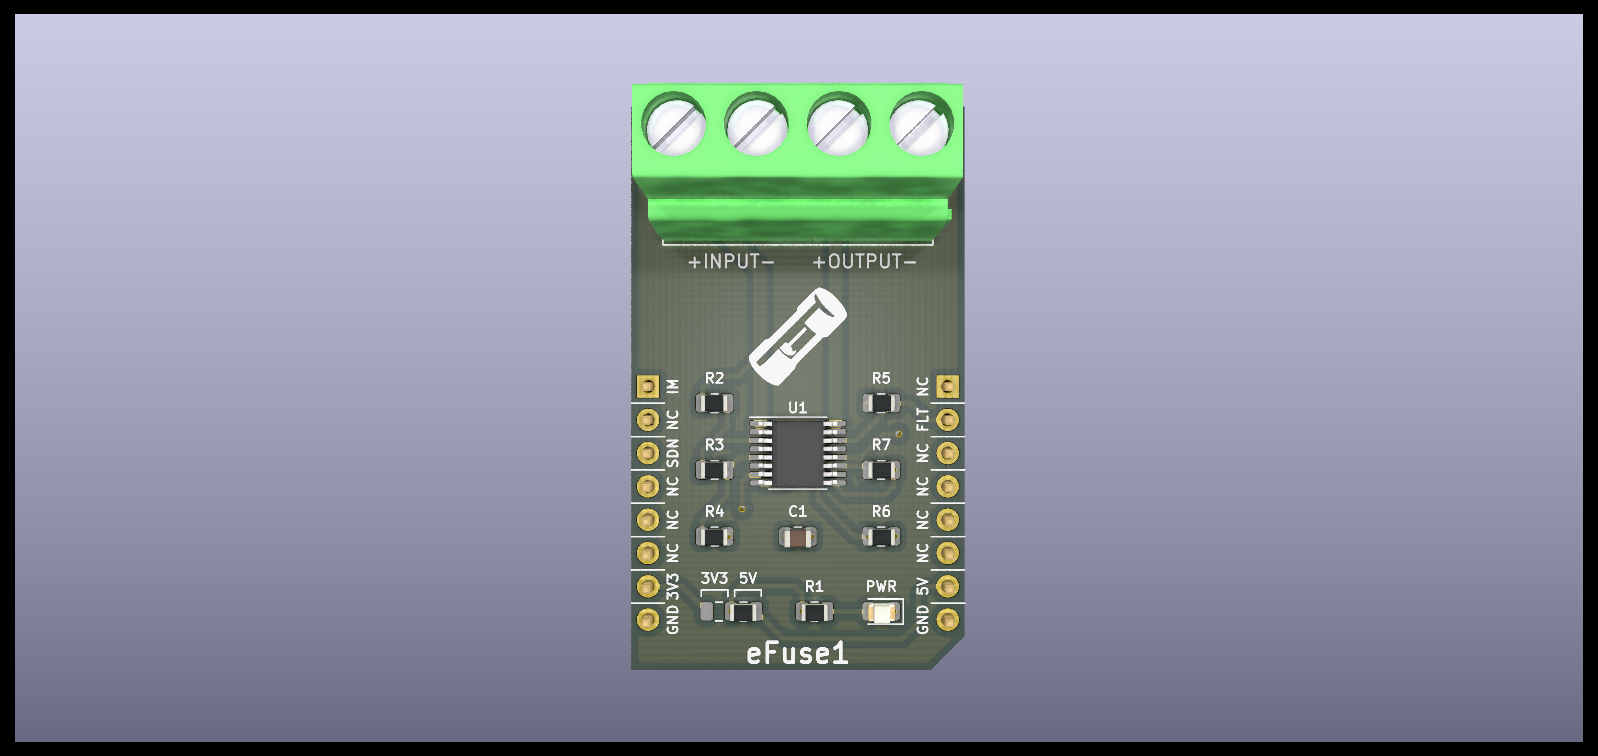 +INPUT- +OUTPUT-
R2 R5
IM NC
U1
NC FLT
R3 R7
SDN NC
NC NC
R4 C1 R6
NC NC
NC NC
3V3 5V R1 PWR
3V3 5V
GND GND
eFuse1